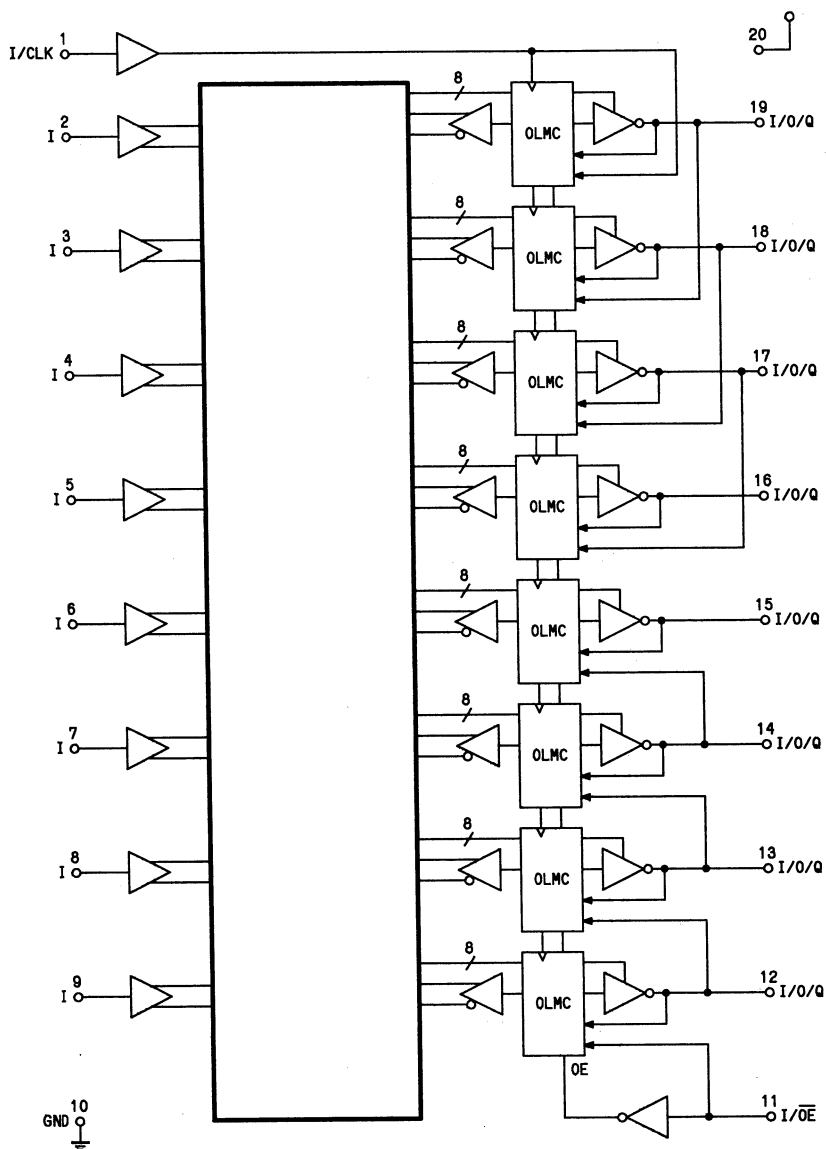 1
I/CLK
20
8
19
OLMC
I/O/Q
2
I
8
18
OLMC
I/O/Q
3
I
8
17
OLMC
I/O/Q
4
I
8
16
OLMC
I/O/Q
5
I
8
15
OLMC
I/O/Q
6
I
8
14
OLMC
I/O/Q
7
I
8
13
OLMC
I/O/Q
8
I
8
12
OLMC
I/O/Q
9
I
OE
11
I/O̅E̅
10
GND